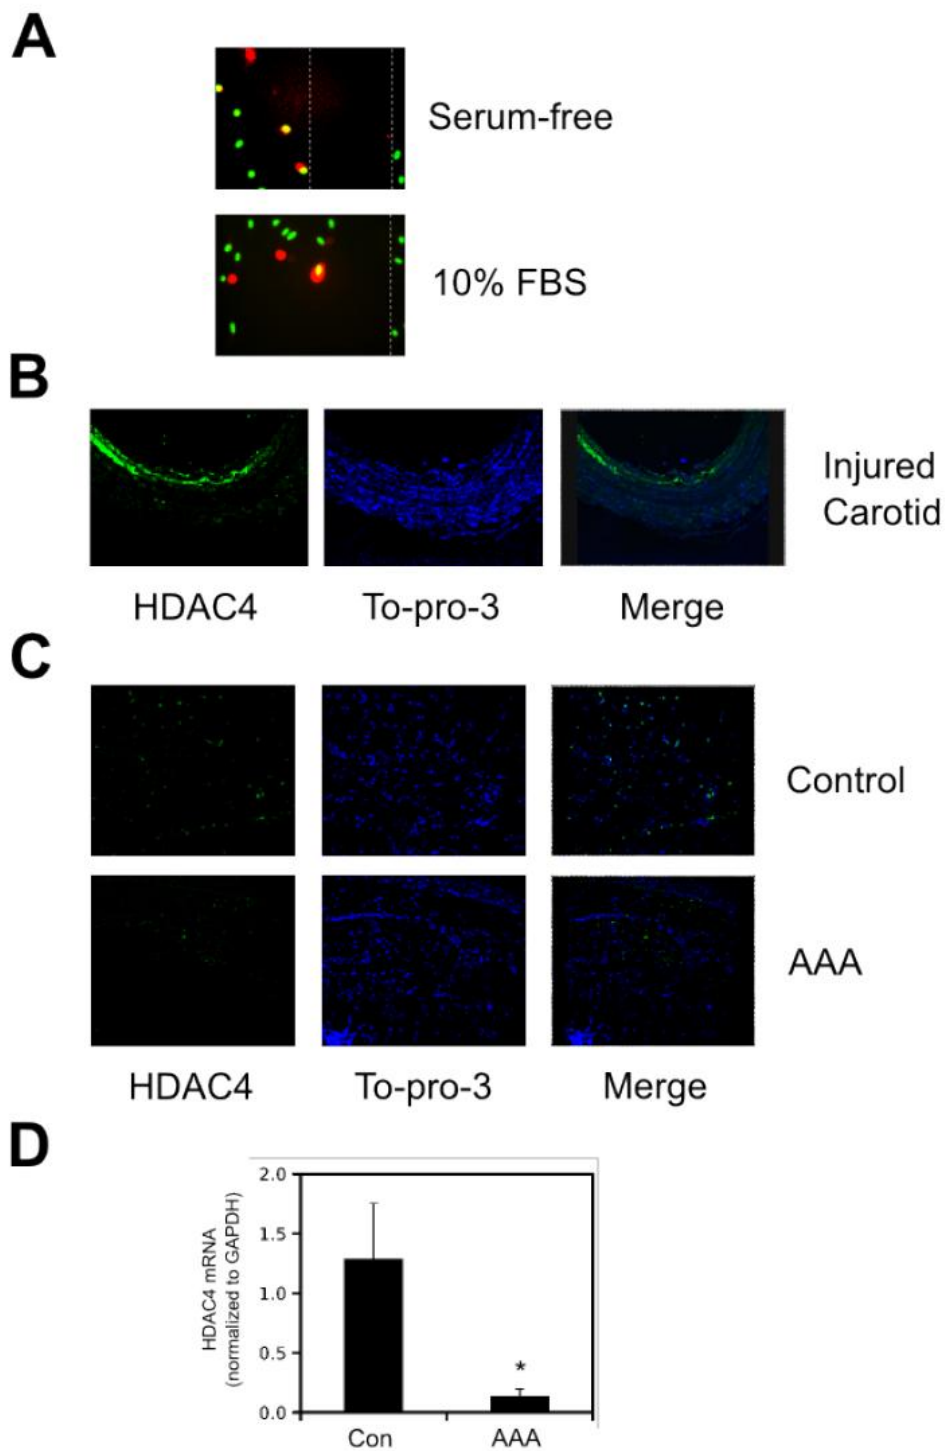 A
Serum-free
10% FBS
B
Injured
Carotid
HDAC4
To-pro-3
Merge
C
Control
AAA
HDAC4
To-pro-3
Merge
D
HDAC4 mRNA
(normalized to GAPDH)
2.0
1.5
1.0
0.5
0.0
*
Con
AAA